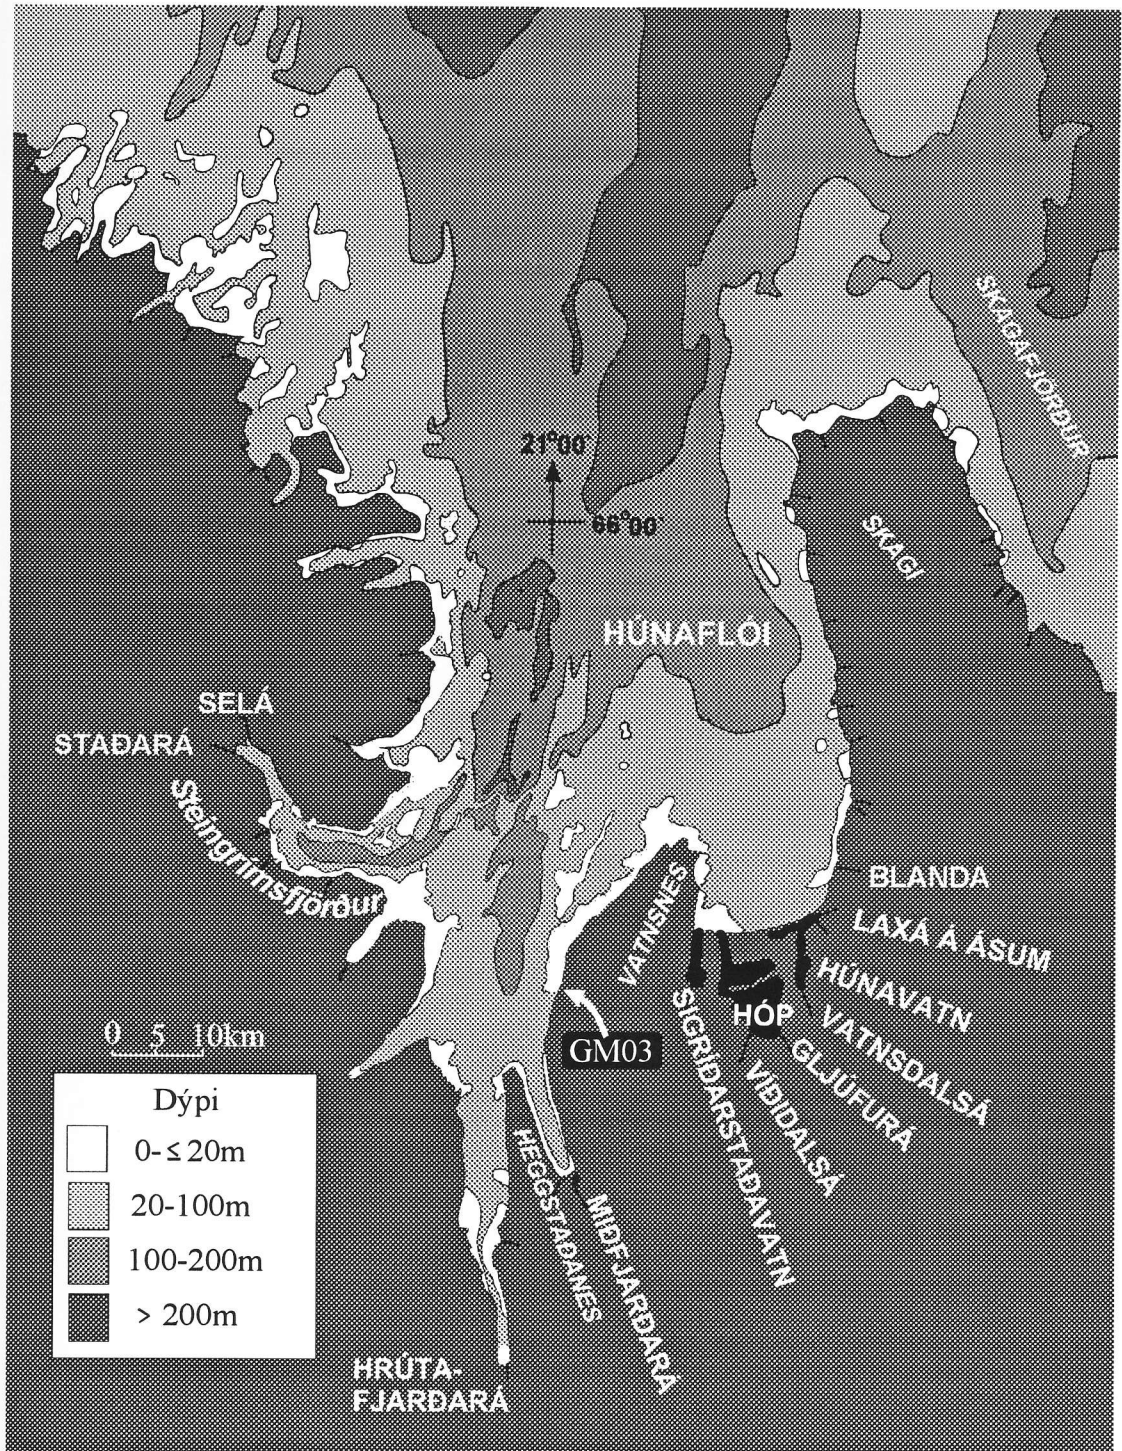 SKAGAFJÖRÐUR
21°00`
66°00`
SKAGI
HÚNAFLOI
SELÁ
STAÐARÁ
Steingrímsfjörður
BLANDA
LAXÁ Á ÁSUM
VATNSNES
HÚNAVATN
HÓP
VATNSDALSÁ
GLJÚFURÁ
VÍÐIDALSÁ
SIGRÍÐARSTAÐAVATN
GM03
0 5 10km
Dýpi
0-≤20m
20-100m
100-200m
> 200m
HEGGSTAÐANES
MIÐFJARÐARÁ
HRÚTA-
FJARÐARÁ